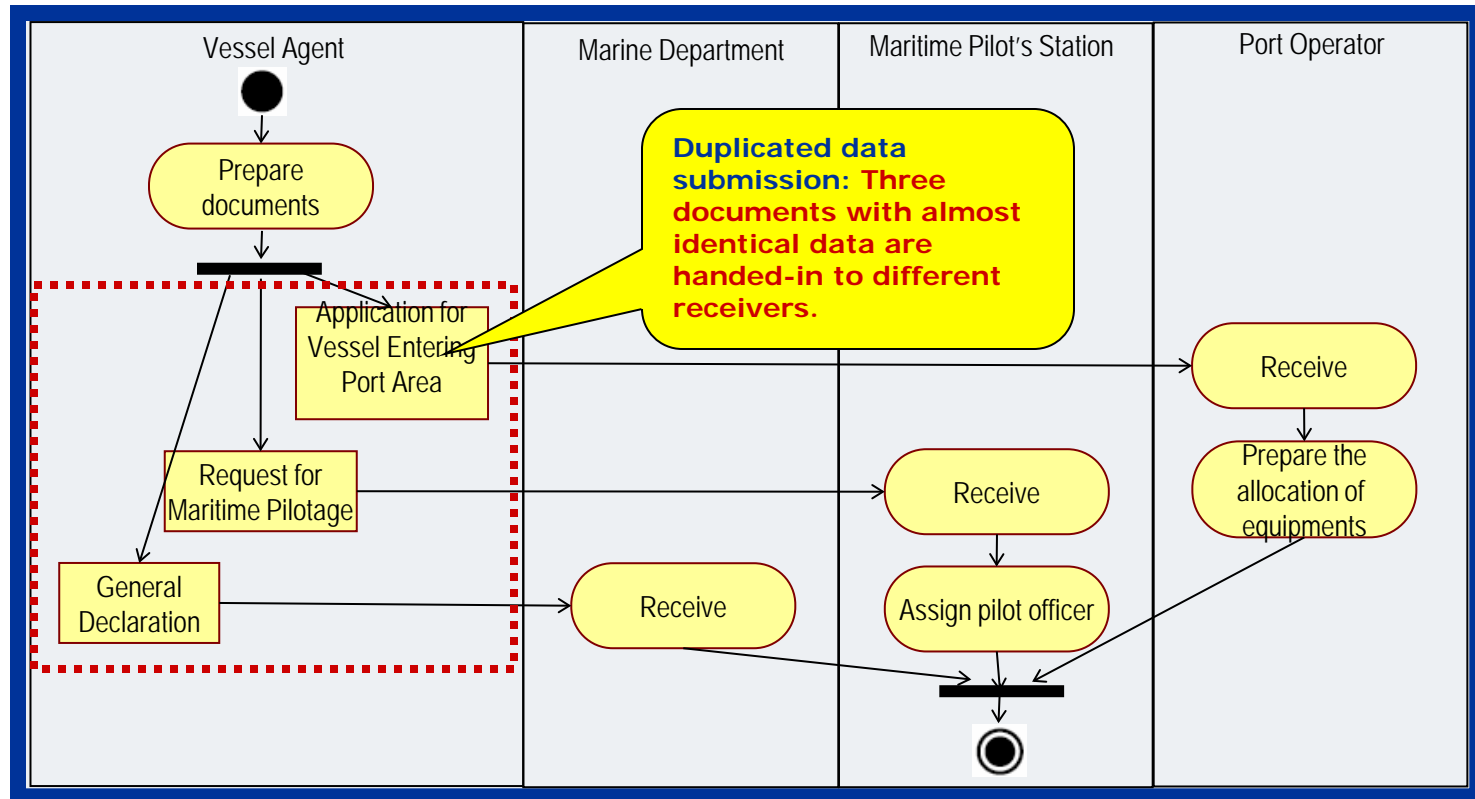 Vessel Agent
Marine Department
Maritime Pilot's Station
Port Operator
Prepare
documents
Duplicated data
submission: Three
documents with almost
identical data are
handed-in to different
receivers.
Application for
Vessel Entering
Port Area
Receive
Request for
Maritime Pilotage
Receive
Prepare the
allocation of
equipments
General
Declaration
Receive
Assign pilot officer